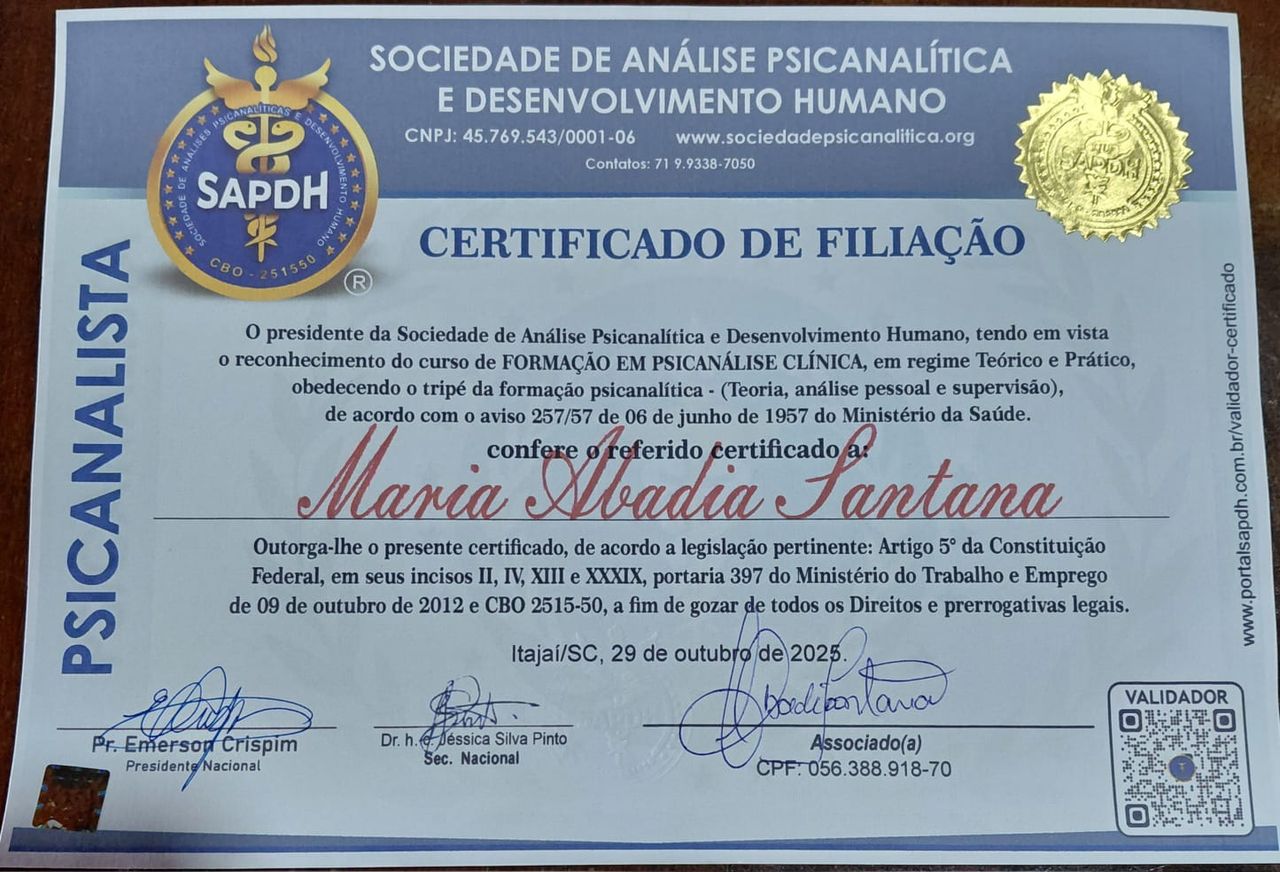 SOCIEDADE DE ANÁLISE PSICANALÍTICA
E DESENVOLVIMENTO HUMANO
CNPJ: 45.769.543/0001-06 www.sociedadepsicanalitica.org
Contatos: 71 9.9338-7050
SOCIEDADE DE ANÁLISES PSICANALÍTICAS E DESENVOLVIMENTO HUMANO
SAPDH
CBO - 251550
®
SAPDH
CERTIFICADO DE FILIAÇÃO
PSICANALISTA
O presidente da Sociedade de Análise Psicanalítica e Desenvolvimento Humano, tendo em vista
o reconhecimento do curso de FORMAÇÃO EM PSICANÁLISE CLÍNICA, em regime Teórico e Prático,
obedecendo o tripé da formação psicanalítica - (Teoria, análise pessoal e supervisão),
de acordo com o aviso 257/57 de 06 de junho de 1957 do Ministério da Saúde.
confere o referido certificado a:
Maria Abadia Santana
Outorga-lhe o presente certificado, de acordo a legislação pertinente: Artigo 5º da Constituição
Federal, em seus incisos II, IV, XIII e XXXIX, portaria 397 do Ministério do Trabalho e Emprego
de 09 de outubro de 2012 e CBO 2515-50, a fim de gozar de todos os Direitos e prerrogativas legais.
Itajaí/SC, 29 de outubro de 2025.
Pr. Emerson Crispim
Presidente Nacional
Dr. h. c. Jéssica Silva Pinto
Sec. Nacional
Associado(a)
CPF: 056.388.918-70
www.portalsapdh.com.br/validador-certificado
VALIDADOR